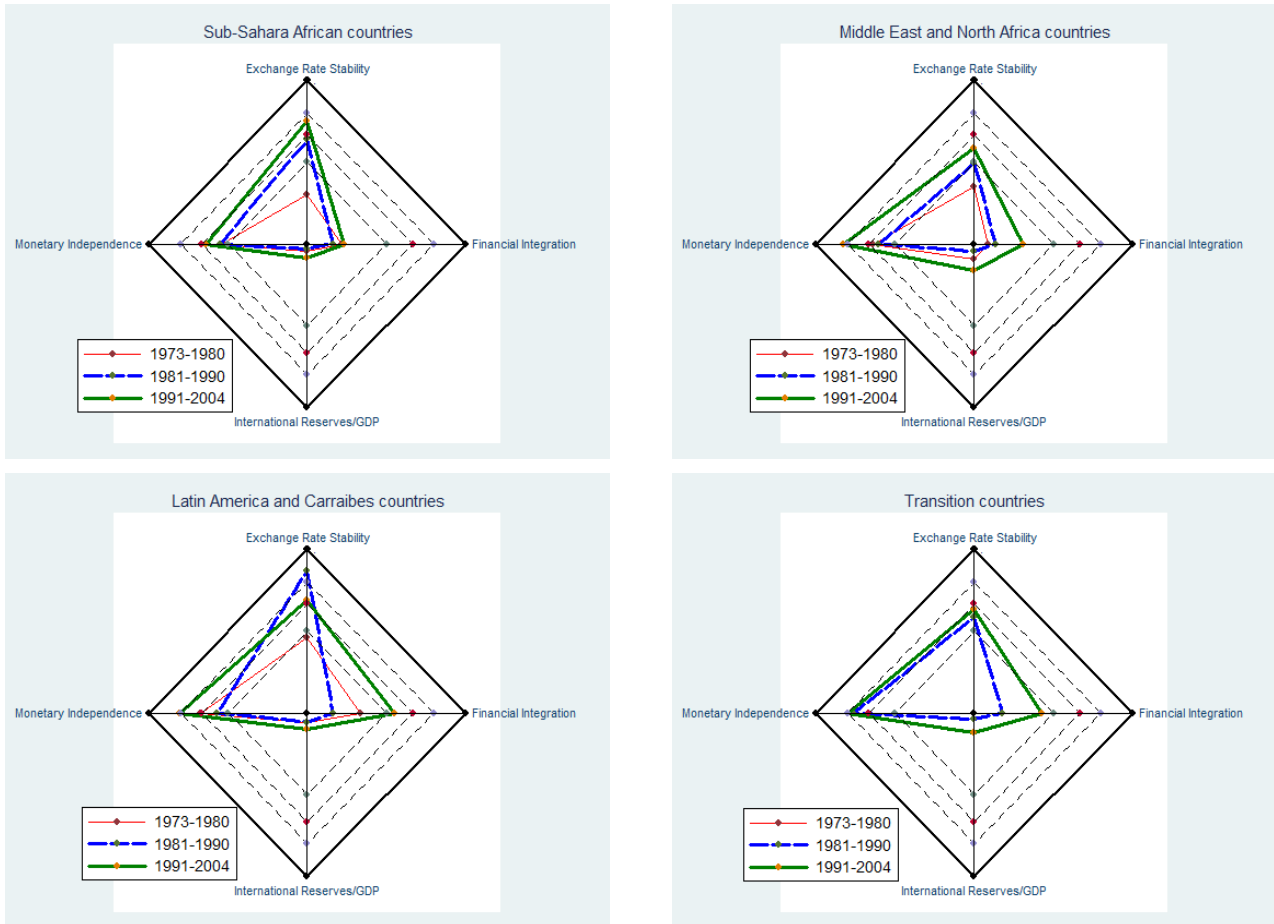 Sub-Sahara African countries
Exchange Rate Stability
Monetary Independence
Financial Integration
1973-1980
1981-1990
1991-2004
International Reserves/GDP
Middle East and North Africa countries
Exchange Rate Stability
Monetary Independence
Financial Integration
1973-1980
1981-1990
1991-2004
International Reserves/GDP
Latin America and Carraibes countries
Exchange Rate Stability
Monetary Independence
Financial Integration
1973-1980
1981-1990
1991-2004
International Reserves/GDP
Transition countries
Exchange Rate Stability
Monetary Independence
Financial Integration
1973-1980
1981-1990
1991-2004
International Reserves/GDP